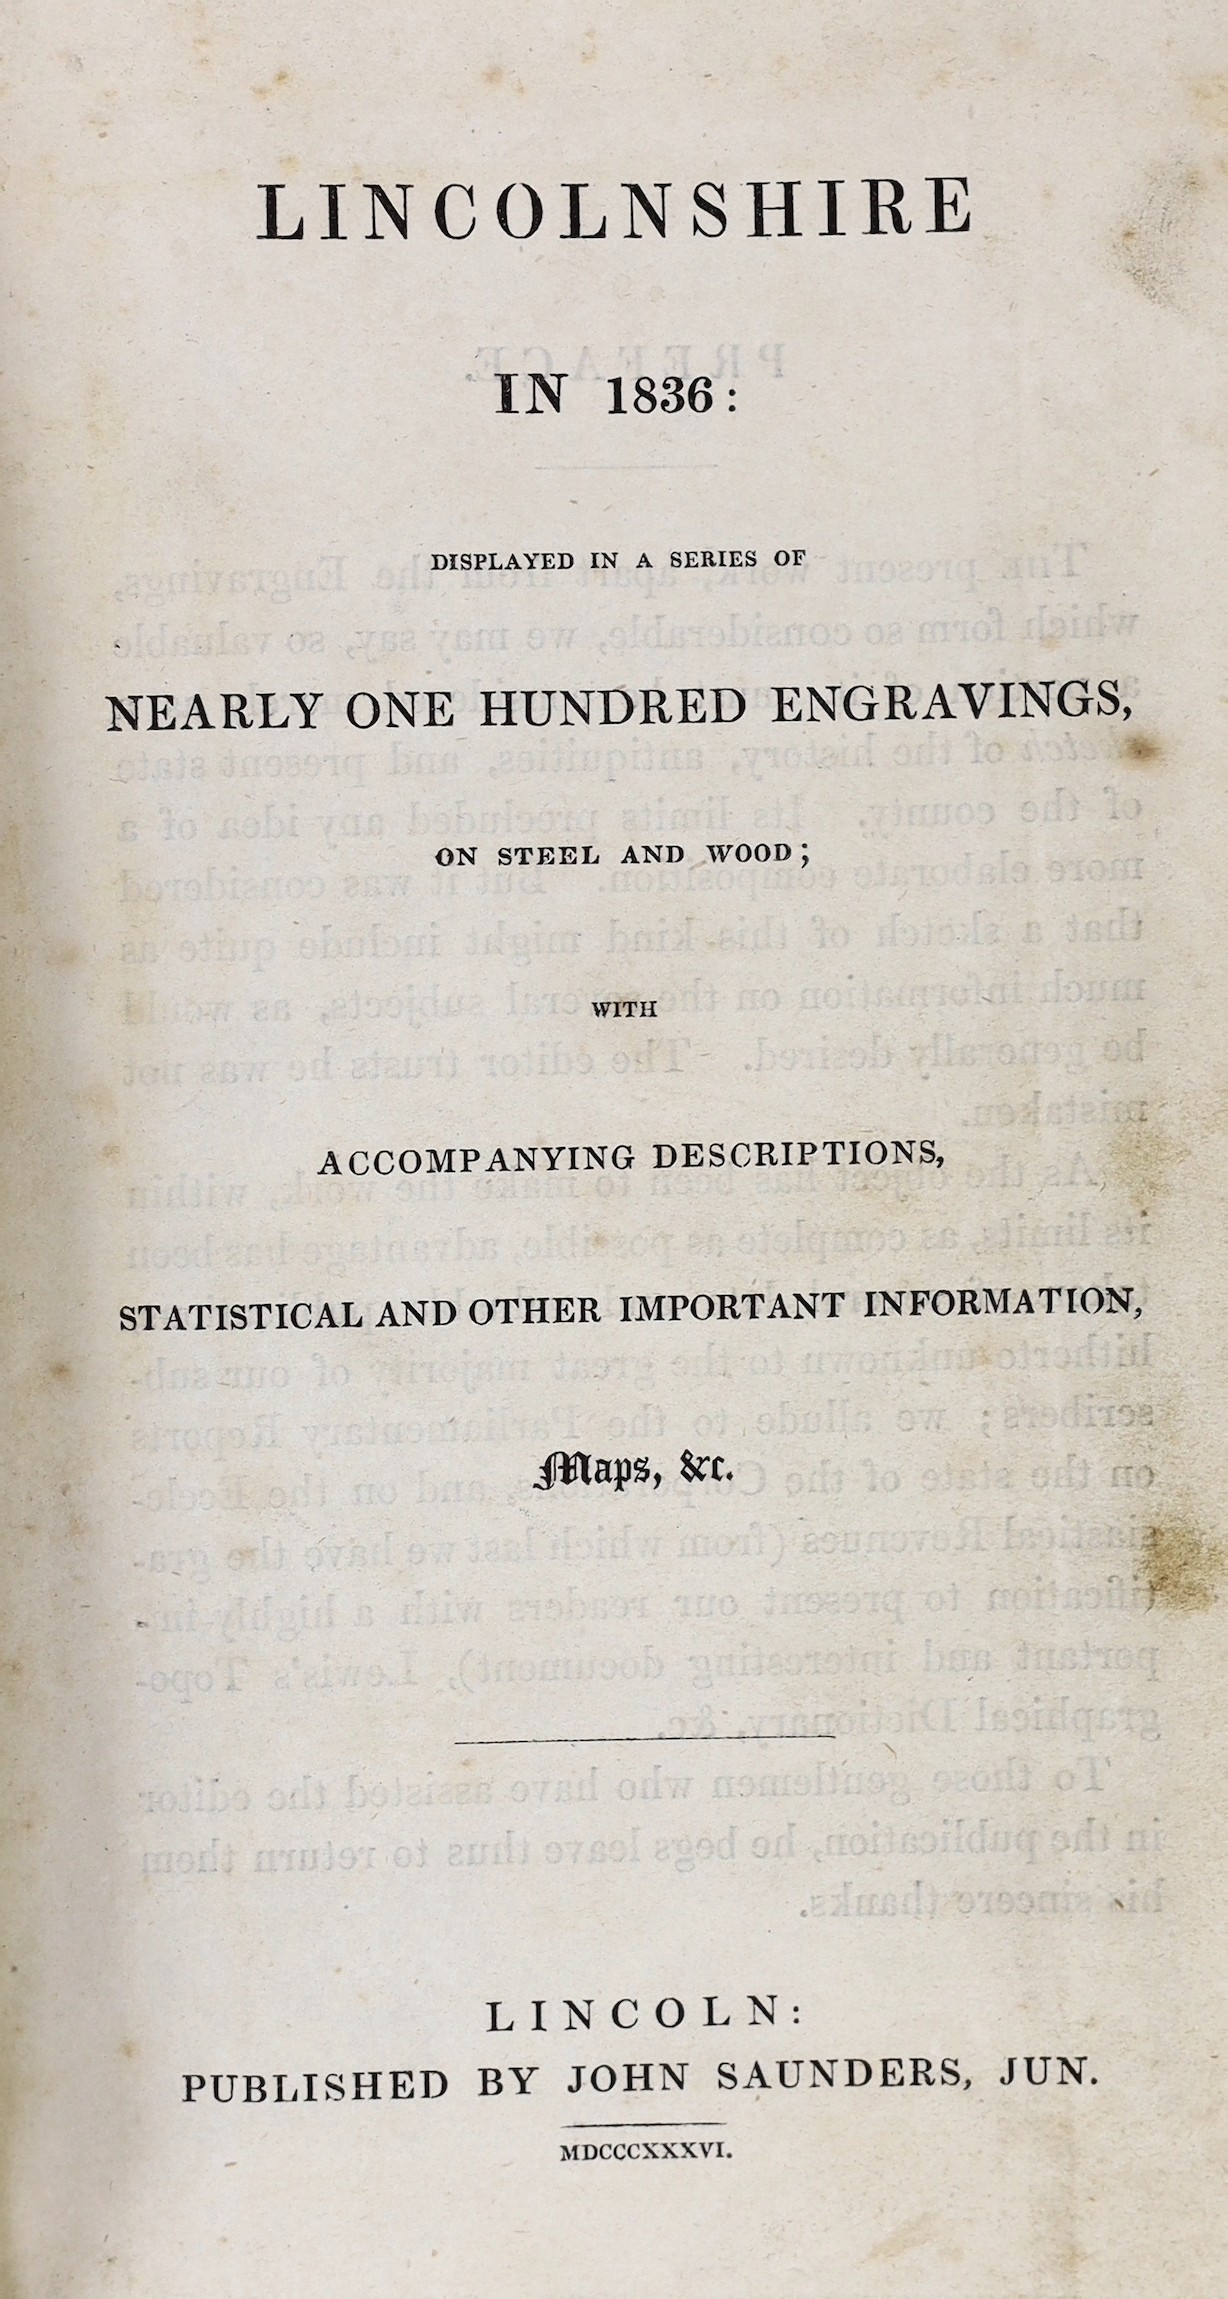 LINCOLNSHIRE
IN 1836:
DISPLAYED IN A SERIES OF
NEARLY ONE HUNDRED ENGRAVINGS,
ON STEEL AND WOOD;
WITH
ACCOMPANYING DESCRIPTIONS,
STATISTICAL AND OTHER IMPORTANT INFORMATION,
Maps, &c.
LINCOLN:
PUBLISHED BY JOHN SAUNDERS, JUN.
MDCCCXXXVI.